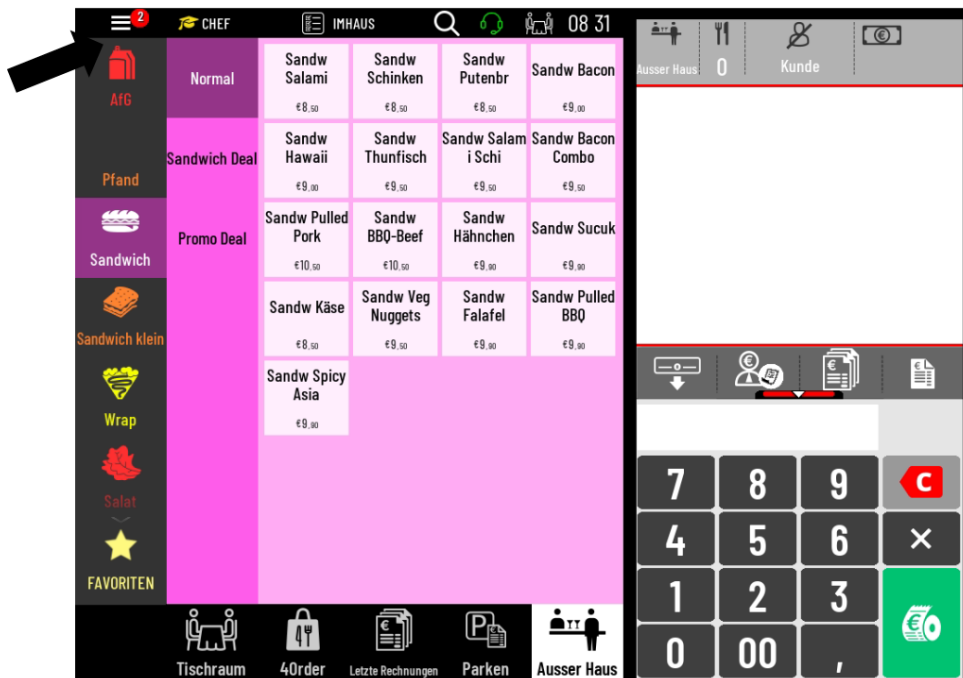 2
CHEF
IMHAUS
08 31
AfG
Pfand
Sandwich
Sandwich klein
Wrap
Salat
FAVORITEN
Normal
Sandwich Deal
Promo Deal
Sandw
Salami
€8,50
Sandw
Schinken
€8,50
Sandw
Putenbr
€8,50
Sandw Bacon
€9,00
Sandw
Hawaii
€9,00
Sandw
Thunfisch
€9,50
Sandw Salam
i Schi
€9,50
Sandw Bacon
Combo
€9,50
Sandw Pulled
Pork
€10,50
Sandw
BBQ-Beef
€10,50
Sandw
Hähnchen
€9,90
Sandw Sucuk
€9,90
Sandw Käse
€8,50
Sandw Veg
Nuggets
€9,50
Sandw
Falafel
€9,90
Sandw Pulled
BBQ
€9,90
Sandw Spicy
Asia
€9,90
Tischraum
4Order
Letzte Rechnungen
Parken
Ausser Haus
Ausser Haus
0
Kunde
7
8
9
C
4
5
6
×
1
2
3
0
00
,